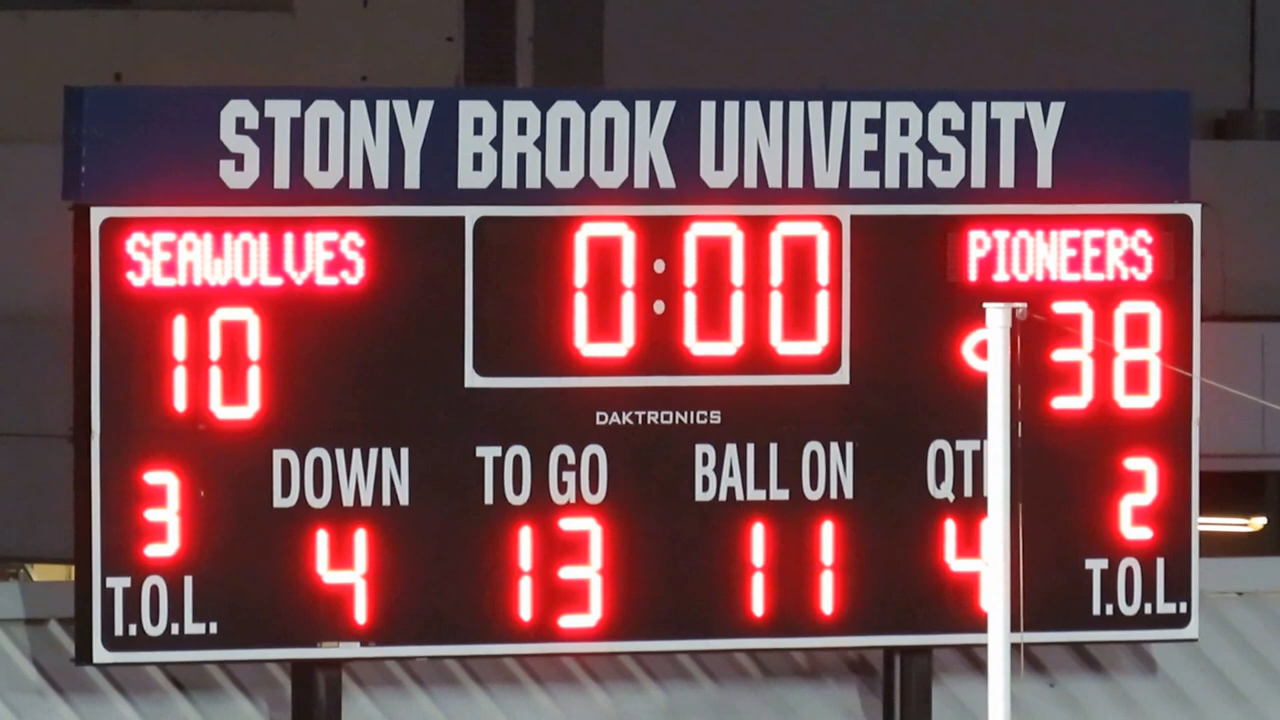 STONY BROOK UNIVERSITY
SEAWOLVES 0:00 PIONEERS
10 38
DAKTRONICS
DOWN TO GO BALL ON
3 4 13 11 4 2
T.O.L. T.O.L.